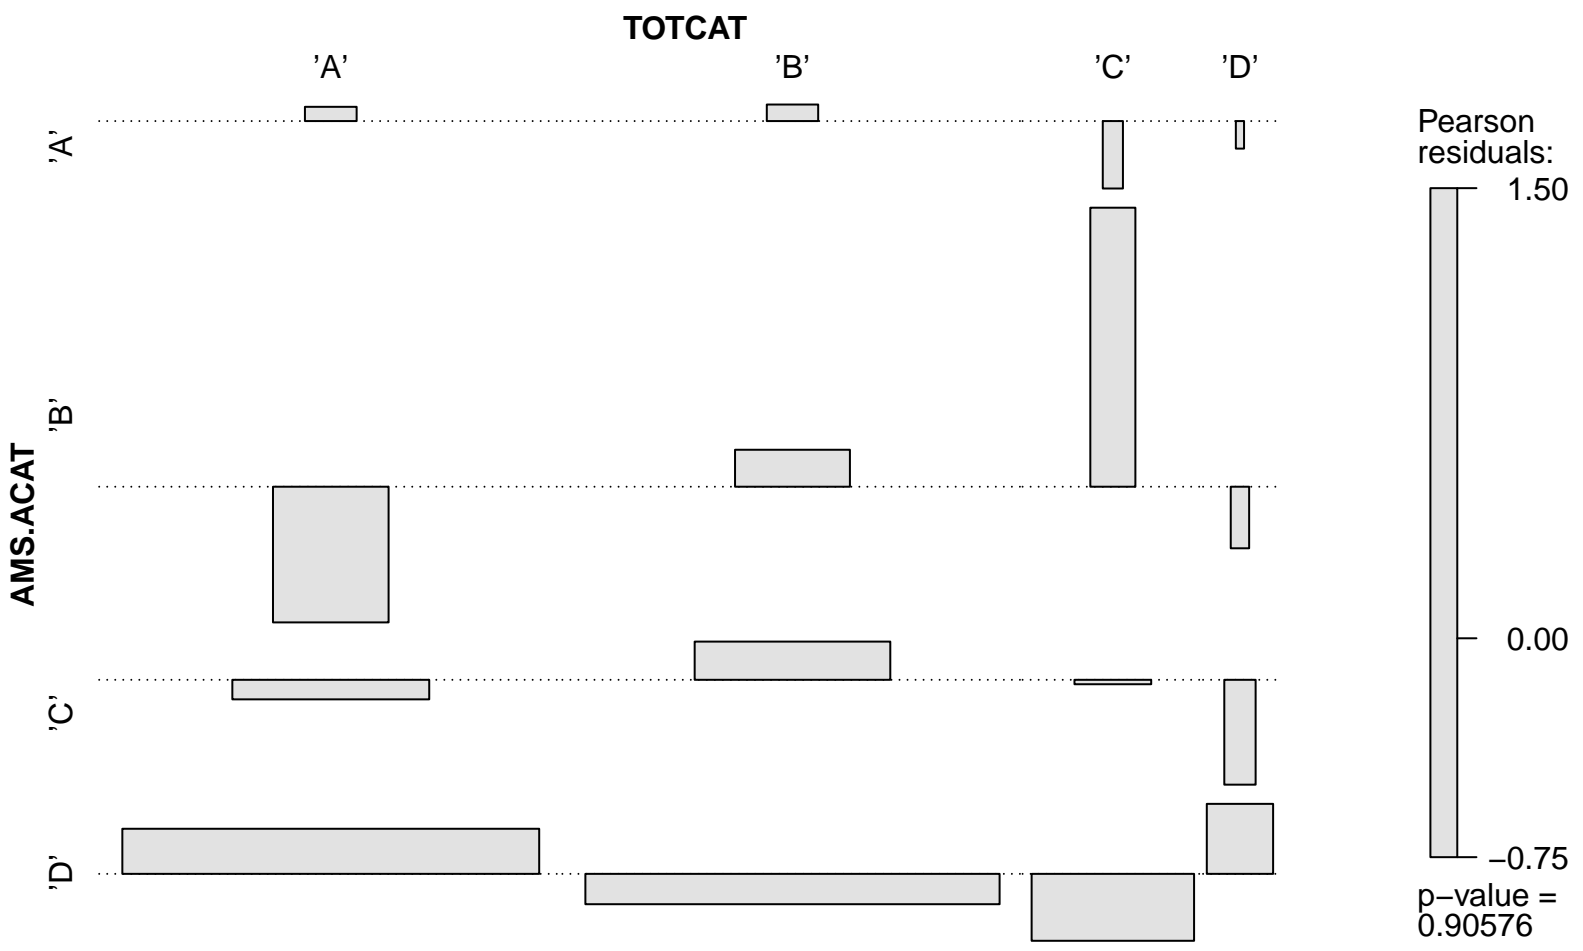 TOTCAT
’A’ ’B’ ’C’ ’D’
AMS.ACAT
’A’
’B’
’C’
’D’
Pearson
residuals:
1.50
0.00
−0.75
p−value =
0.90576